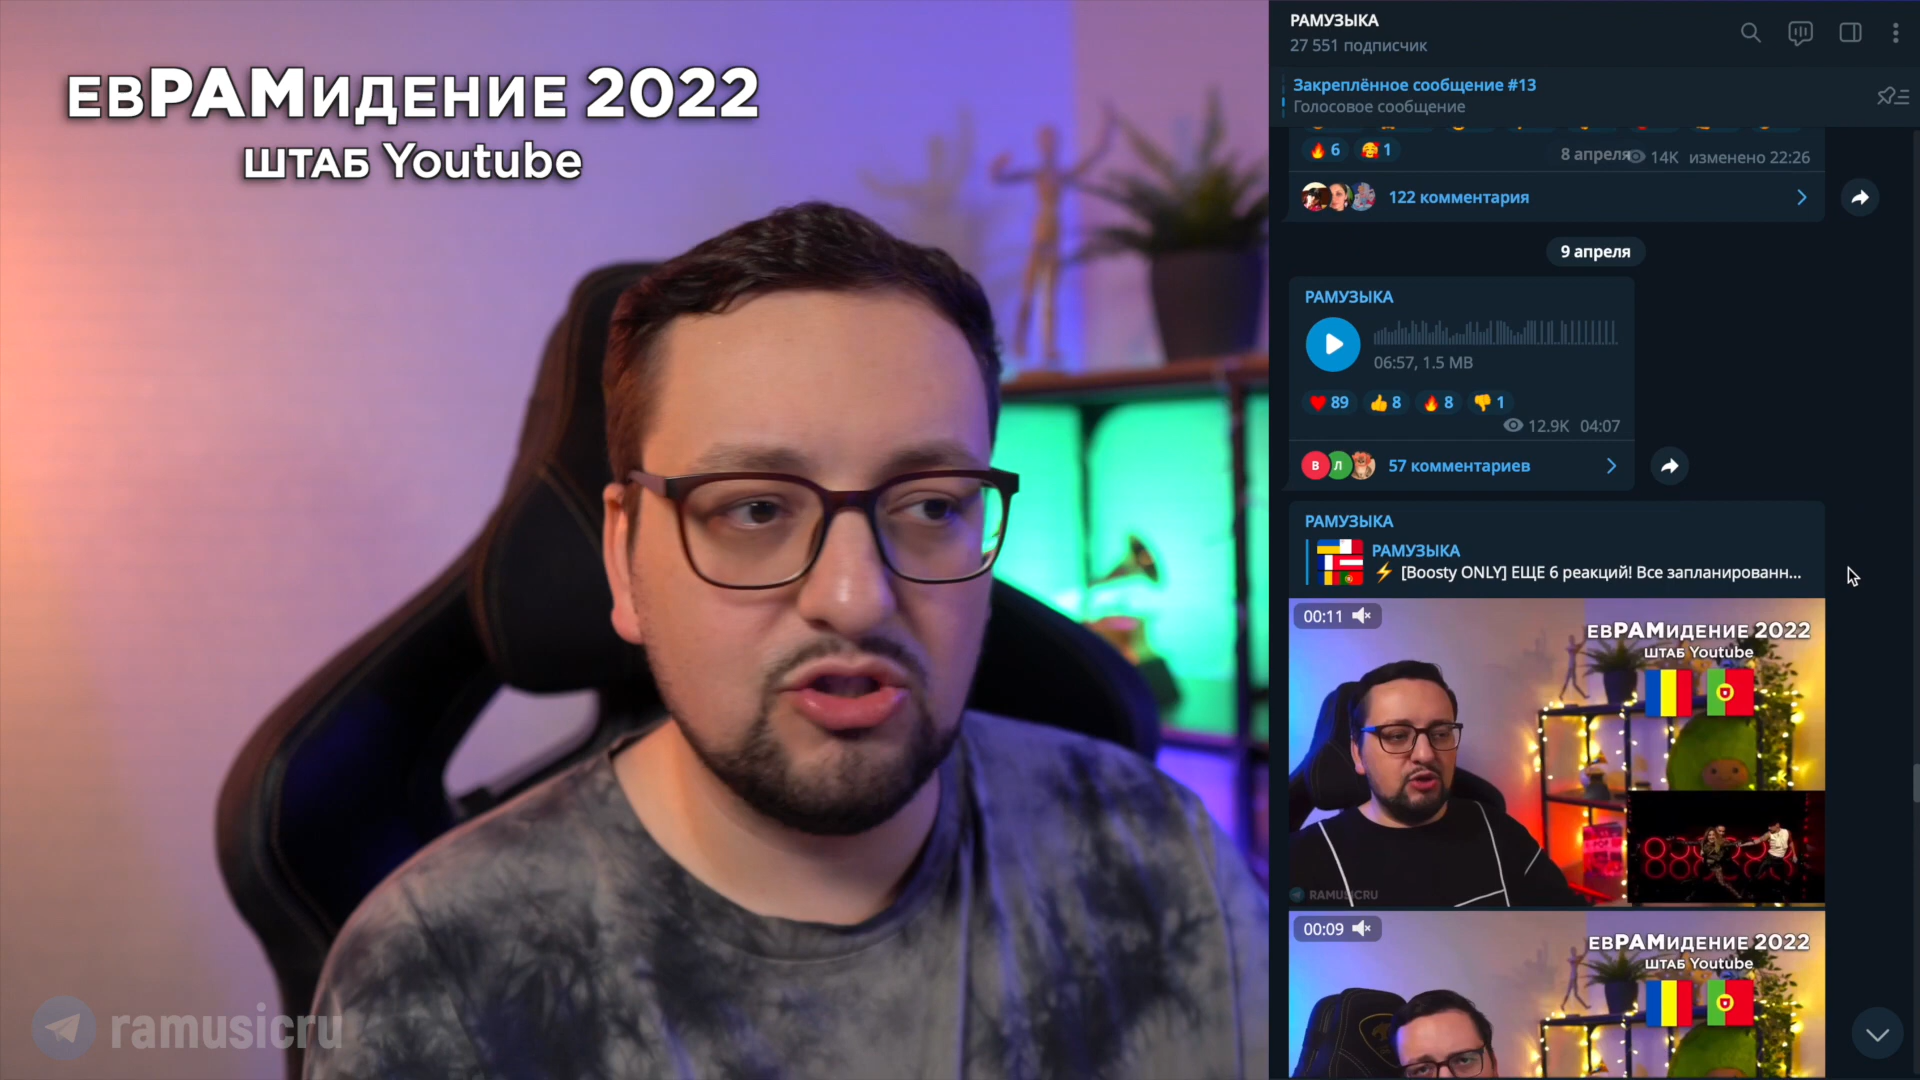 евРАМидение 2022
штаб Youtube
ramusicru
РАМУЗЫКА
27 551 подписчик
Закреплённое сообщение #13
Голосовое сообщение
6
1
8 апреля
14K изменено 22:26
122 комментария
9 апреля
РАМУЗЫКА
06:57, 1.5 MB
89
8
8
1
12.9K 04:07
В
Л
57 комментариев
РАМУЗЫКА
РАМУЗЫКА
[Boosty ONLY] ЕЩЕ 6 реакций! Все запланированн...
00:11
евРАМидение 2022
штаб Youtube
RAMUSICRU
00:09
евРАМидение 2022
штаб Youtube